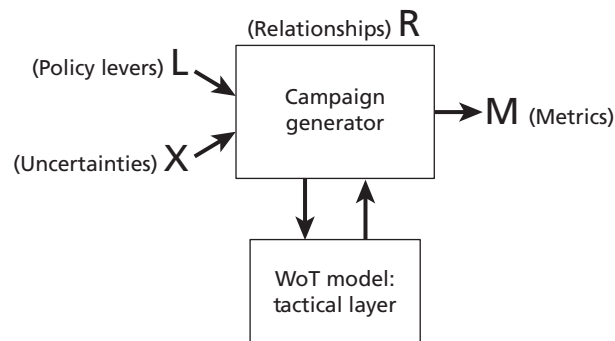 (Relationships) R
(Policy levers) L
Campaign
generator
M (Metrics)
(Uncertainties) X
WoT model:
tactical layer